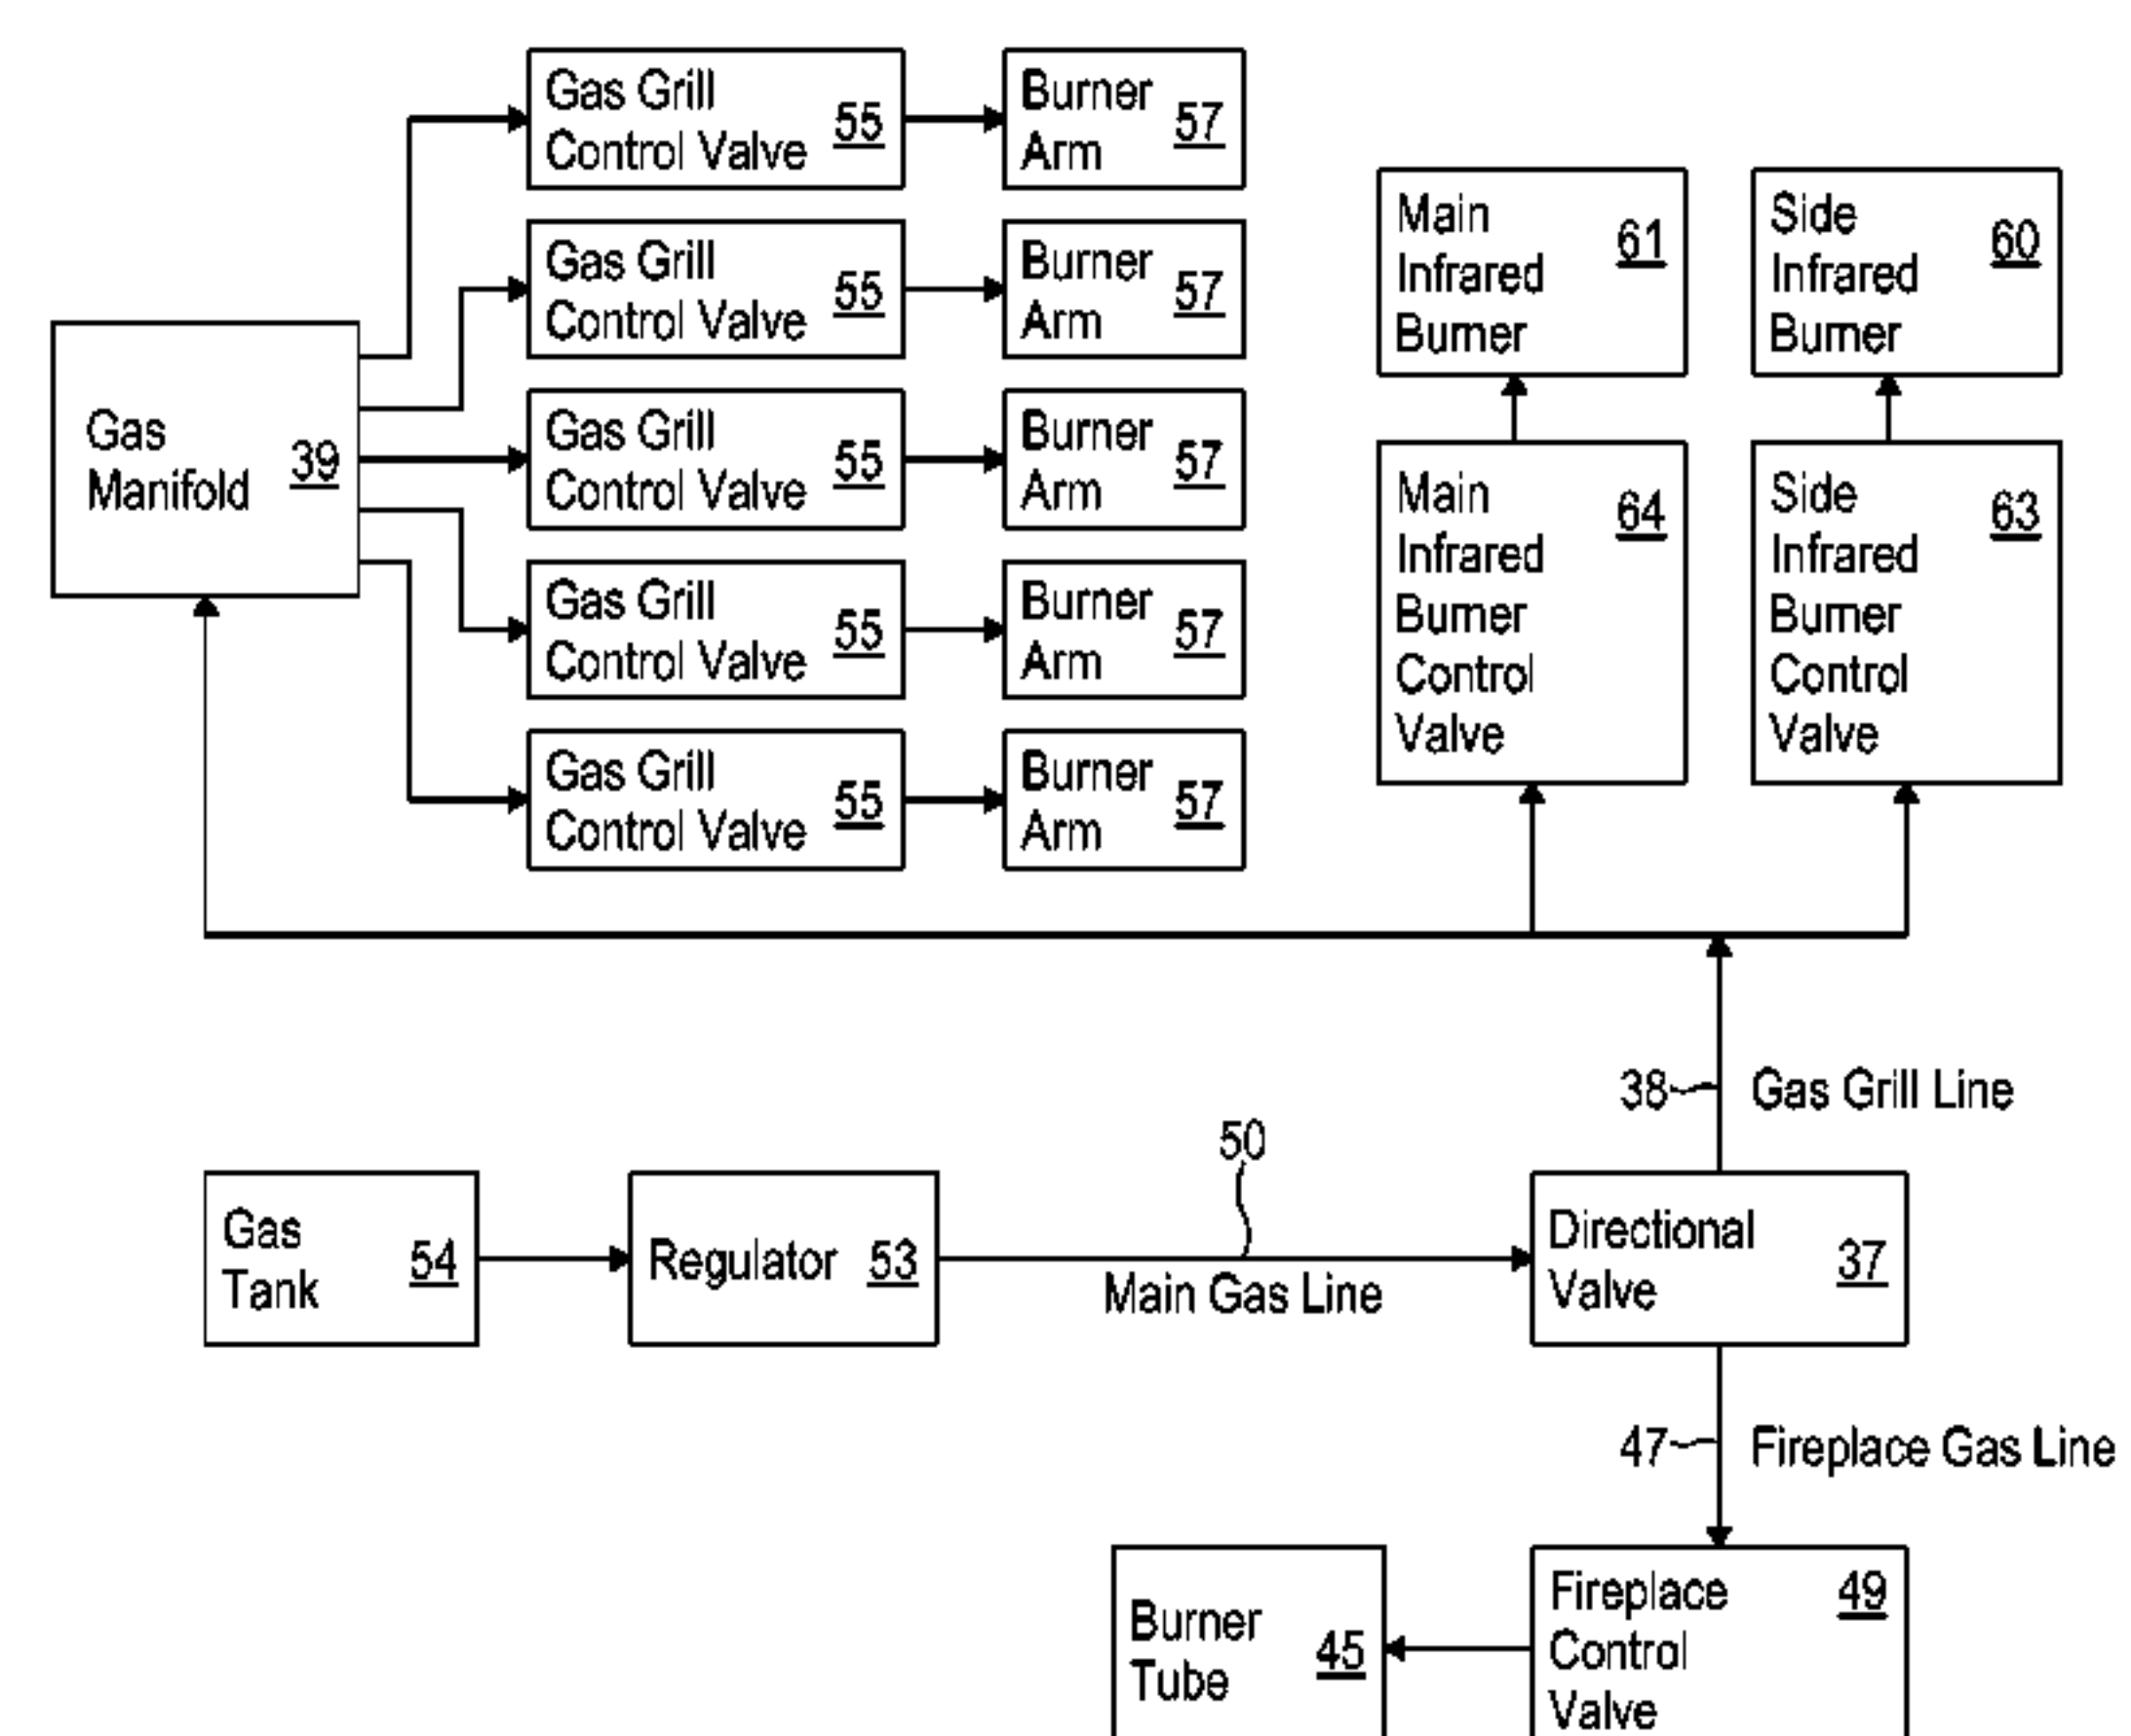 Gas Grill
Control Valve 55
Burner
Arm 57
Gas Grill
Control Valve 55
Burner
Arm 57
Gas Grill
Control Valve 55
Burner
Arm 57
Gas Grill
Control Valve 55
Burner
Arm 57
Gas Grill
Control Valve 55
Burner
Arm 57
Gas
Manifold 39
Main
Infrared
Burner
61
Side
Infrared
Burner
60
Main
Infrared
Burner
Control
Valve
64
Side
Infrared
Burner
Control
Valve
63
38 Gas Grill Line
50
Main Gas Line
Gas
Tank 54
Regulator 53
Directional
Valve 37
47 Fireplace Gas Line
Burner
Tube 45
Fireplace 49
Control
Valve